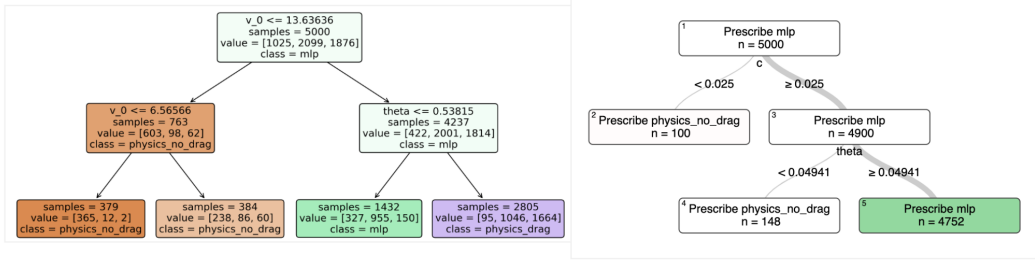 v_0 <= 13.63636
samples = 5000
value = [1025, 2099, 1876]
class = mlp
v_0 <= 6.56566
samples = 763
value = [603, 98, 62]
class = physics_no_drag
theta <= 0.53815
samples = 4237
value = [422, 2001, 1814]
class = mlp
samples = 379
value = [365, 12, 2]
class = physics_no_drag
samples = 384
value = [238, 86, 60]
class = physics_no_drag
samples = 1432
value = [327, 955, 150]
class = mlp
samples = 2805
value = [95, 1046, 1664]
class = physics_drag
1
Prescribe mlp
n = 5000
c
< 0.025
≥ 0.025
2
Prescribe physics_no_drag
n = 100
3
Prescribe mlp
n = 4900
theta
< 0.04941
≥ 0.04941
4
Prescribe physics_no_drag
n = 148
5
Prescribe mlp
n = 4752